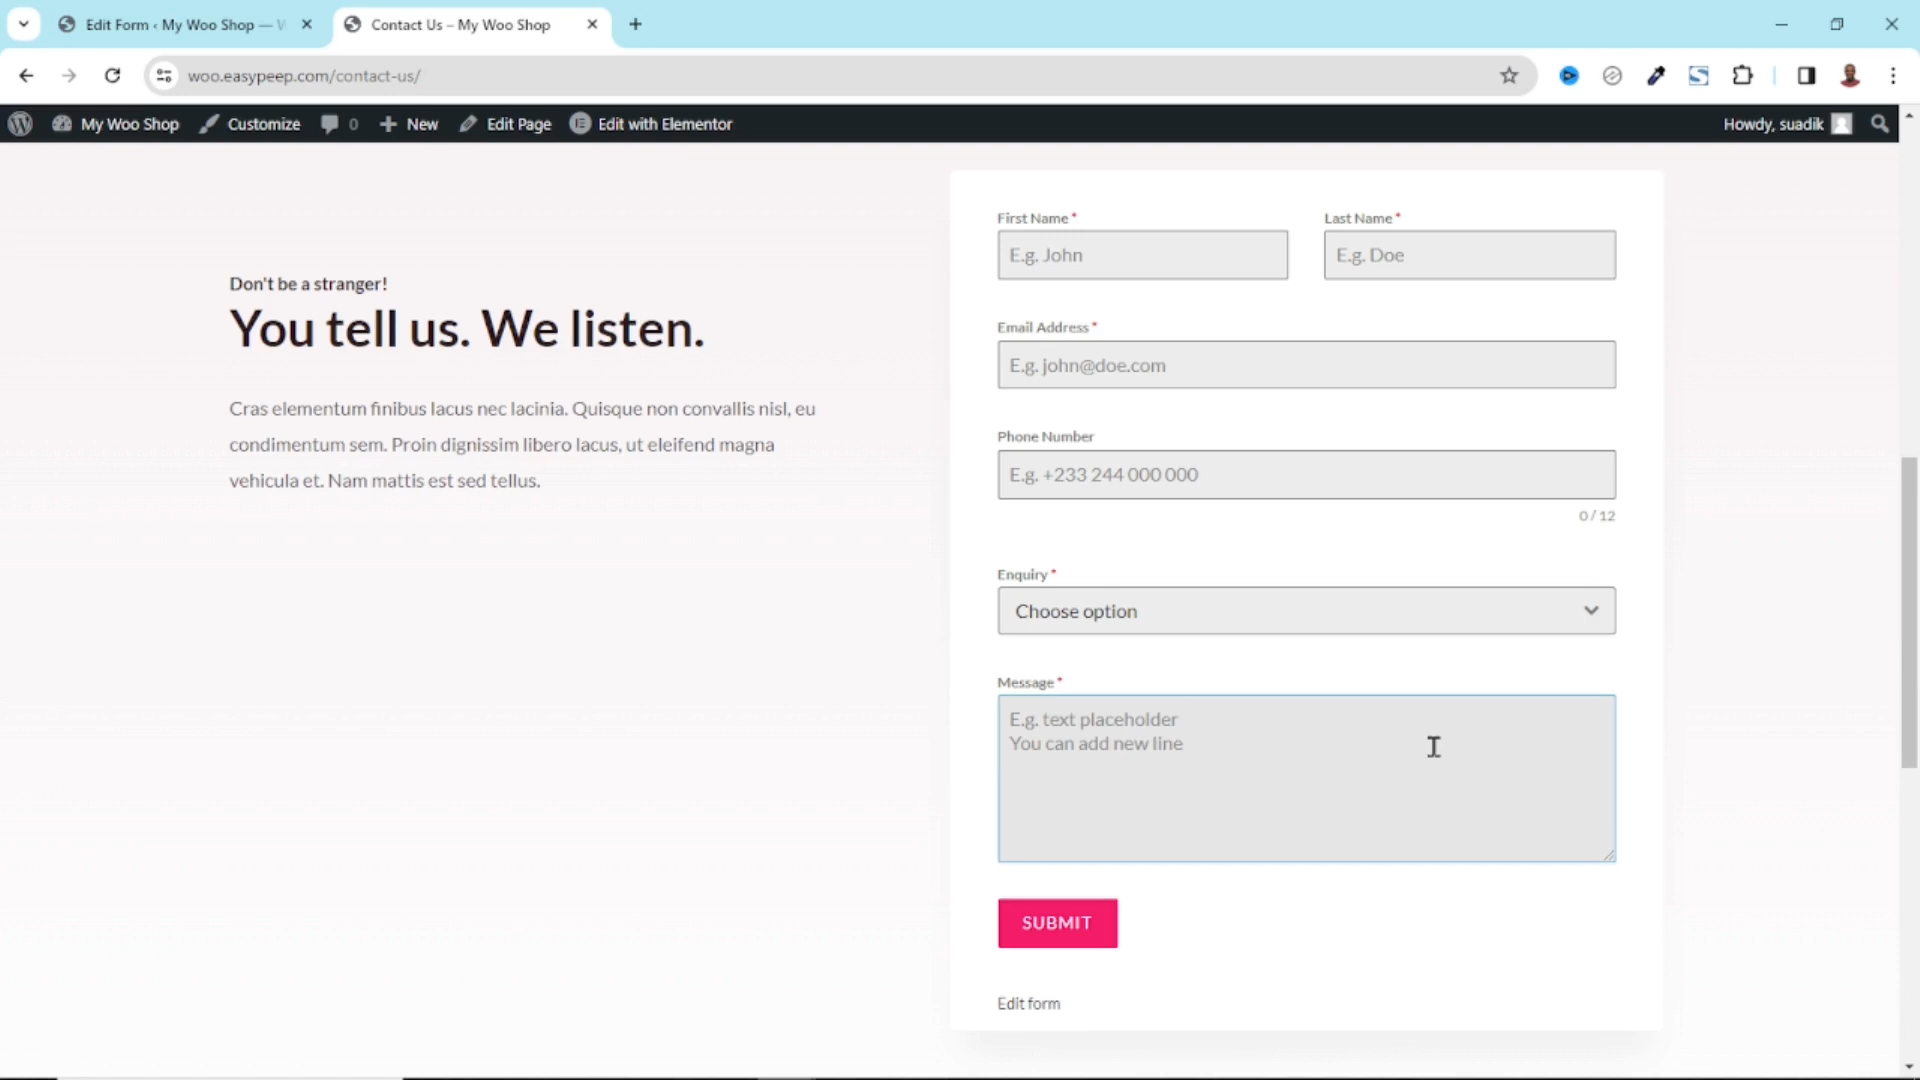 Edit Form ‹ My Woo Shop —
Contact Us – My Woo Shop
woo.easypeep.com/contact-us/
My Woo Shop
Customize
0
New
Edit Page
Edit with Elementor
Howdy, suadik
Don't be a stranger!
You tell us. We listen.
Cras elementum finibus lacus nec lacinia. Quisque non convallis nisl, eu
condimentum sem. Proin dignissim libero lacus, ut eleifend magna
vehicula et. Nam mattis est sed tellus.
First Name *
Last Name *
E.g. John
E.g. Doe
Email Address *
E.g. john@doe.com
Phone Number
E.g. +233 244 000 000
0 / 12
Enquiry *
Choose option
Message *
E.g. text placeholder
You can add new line
SUBMIT
Edit form